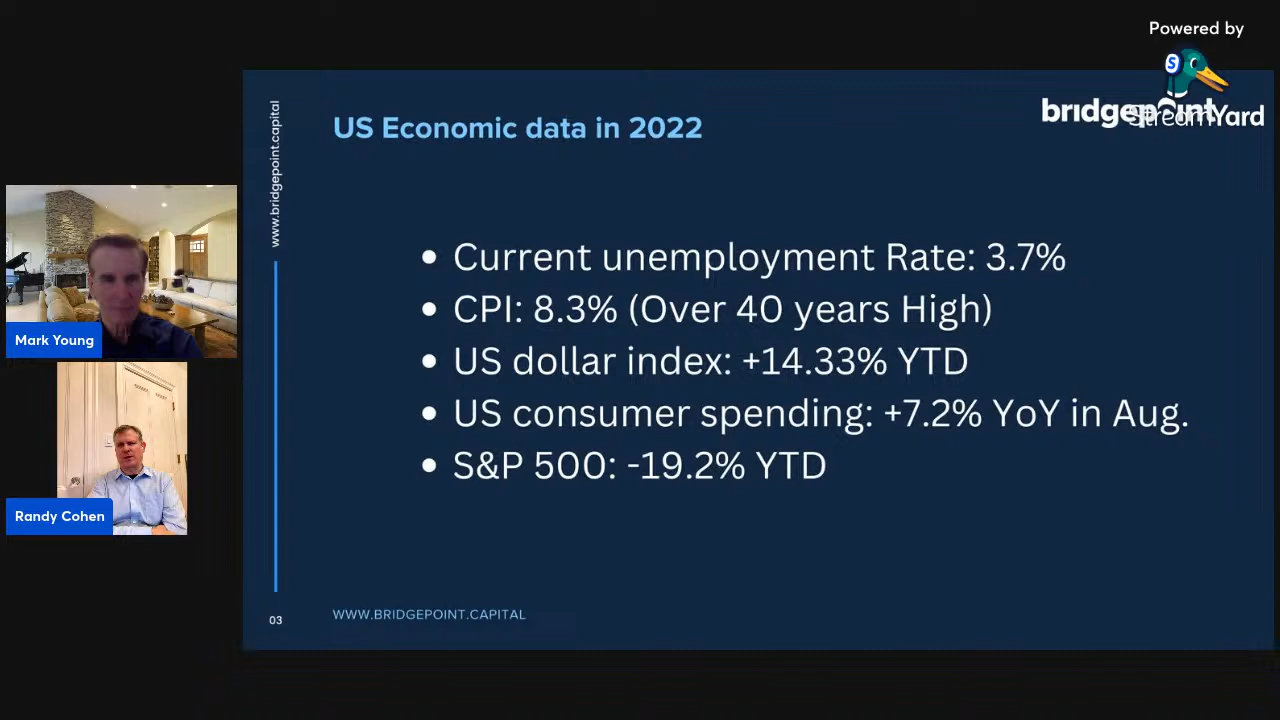 Powered by
StreamYard
bridgepoint
www.bridgepoint.capital
US Economic data in 2022
• Current unemployment Rate: 3.7%
• CPI: 8.3% (Over 40 years High)
• US dollar index: +14.33% YTD
• US consumer spending: +7.2% YoY in Aug.
• S&P 500: -19.2% YTD
Mark Young
Randy Cohen
03
WWW.BRIDGEPOINT.CAPITAL